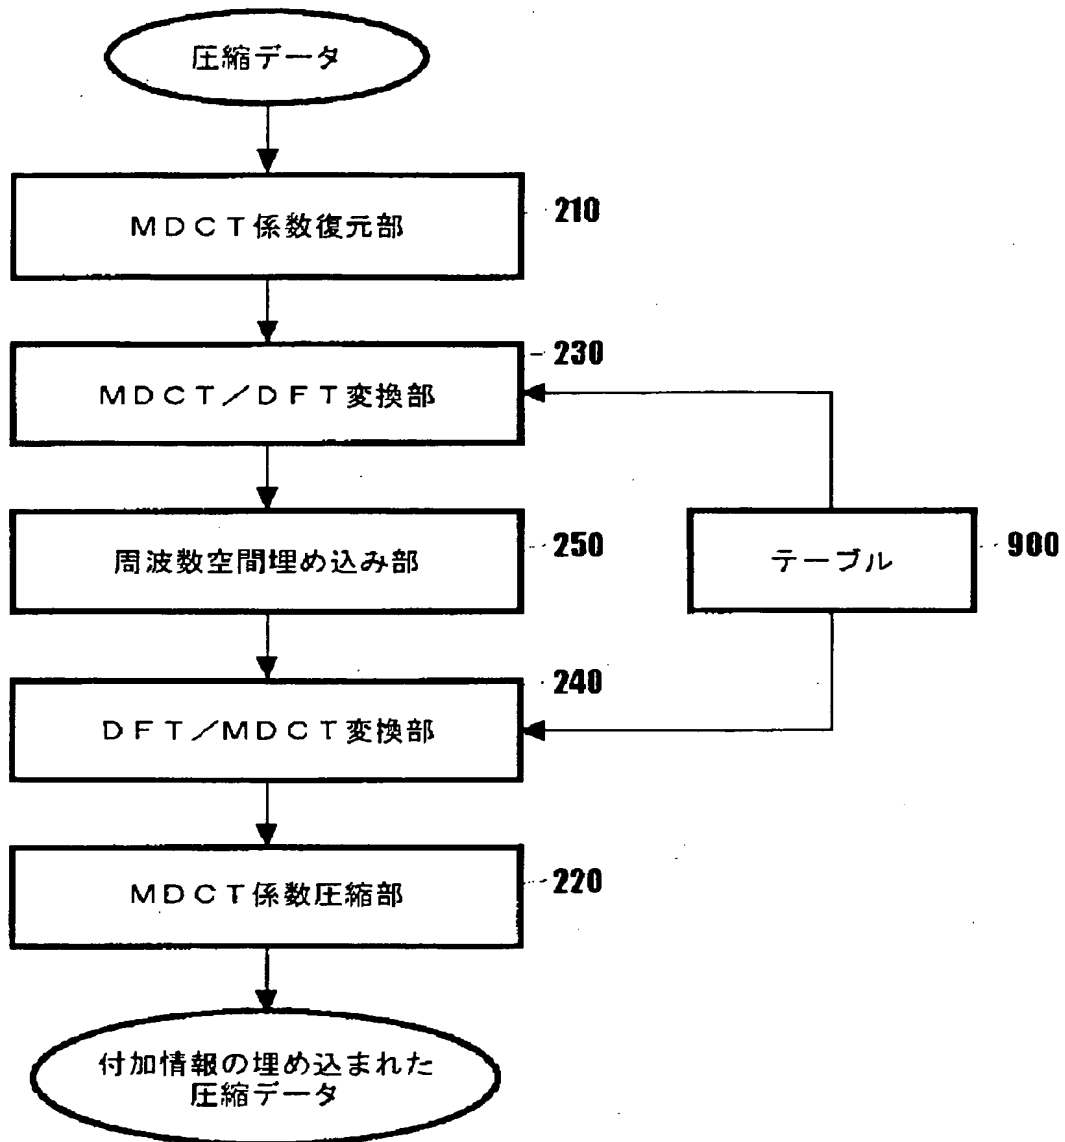 圧縮データ
MDCT係数復元部
210
MDCT/DFT変換部
230
周波数空間埋め込み部
250
テーブル
900
DFT/MDCT変換部
240
MDCT係数圧縮部
220
付加情報の埋め込まれた
圧縮データ